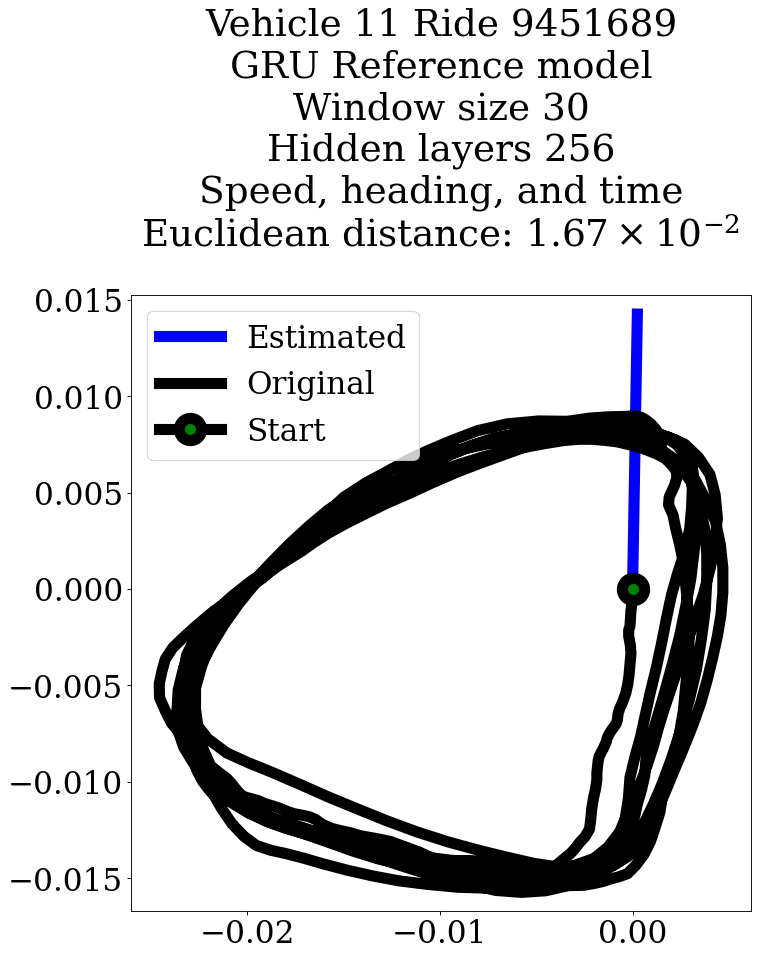 Vehicle 11 Ride 9451689
GRU Reference model
Window size 30
Hidden layers 256
Speed, heading, and time
Euclidean distance: 1.67 × 10⁻²
0.015
0.010
0.005
0.000
−0.005
−0.010
−0.015
Estimated
Original
Start
−0.02
−0.01
0.00